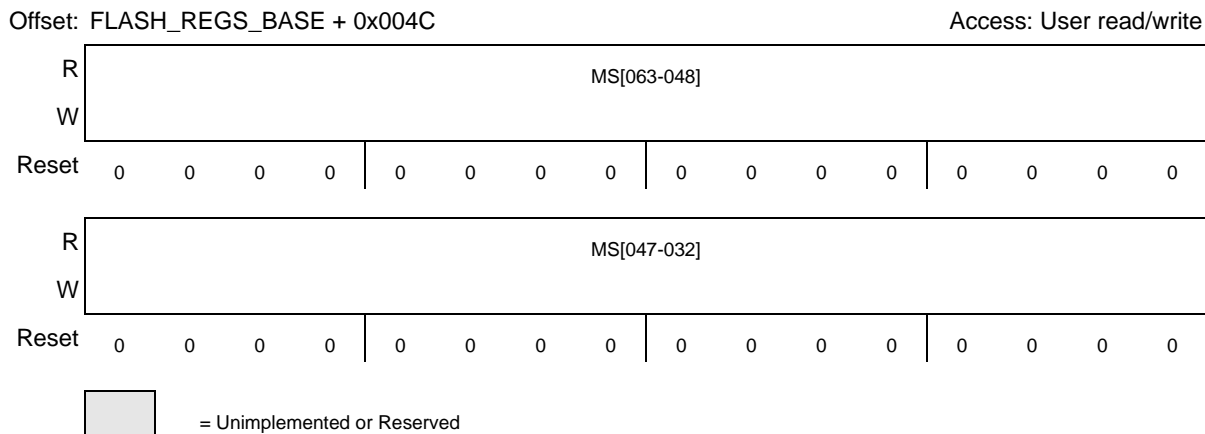 Offset: FLASH_REGS_BASE + 0x004C Access: User read/write
R MS[063-048]
W
Reset 0 0 0 0 0 0 0 0 0 0 0 0 0 0 0 0
R MS[047-032]
W
Reset 0 0 0 0 0 0 0 0 0 0 0 0 0 0 0 0
= Unimplemented or Reserved